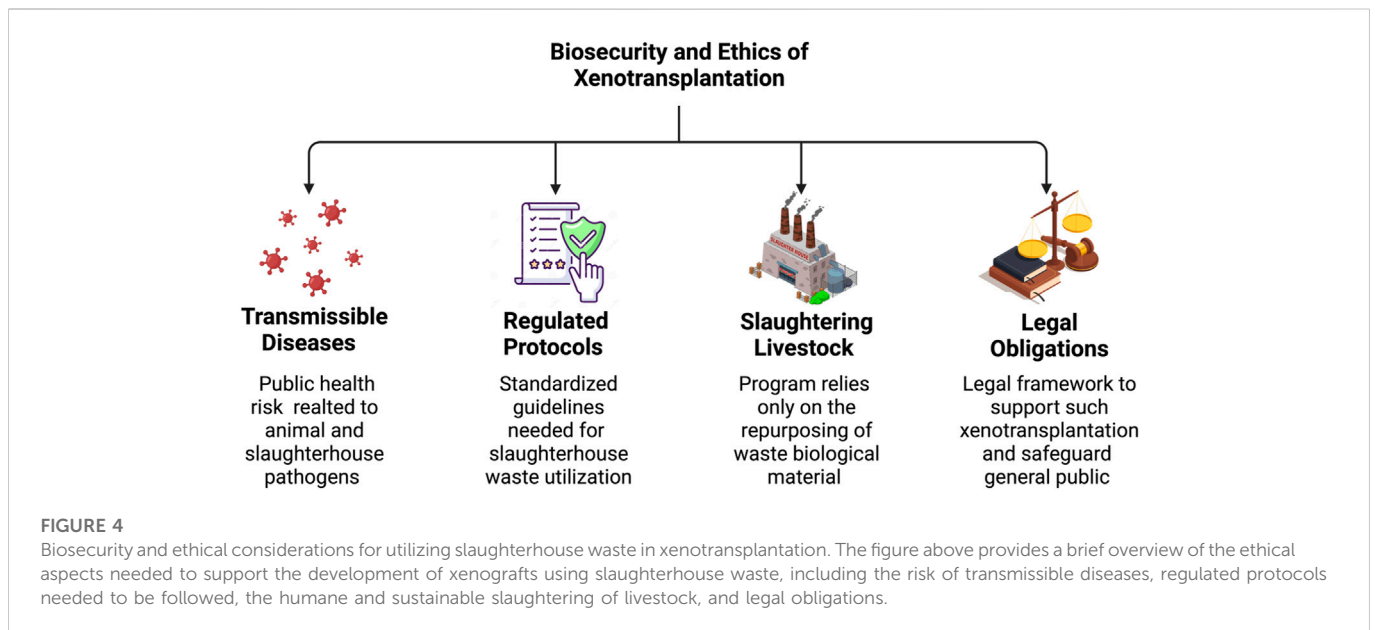 Biosecurity and Ethics of
Xenotransplantation
SLAUGHTER HOUSE
Transmissible
Diseases
Public health
risk realted to
animal and
slaughterhouse
pathogens
Regulated
Protocols
Standardized
guidelines
needed for
slaughterhouse
waste utilization
Slaughtering
Livestock
Program relies
only on the
repurposing of
waste biological
material
Legal
Obligations
Legal framework to
support such
xenotransplantation
and safeguard
general public
FIGURE 4
Biosecurity and ethical considerations for utilizing slaughterhouse waste in xenotransplantation. The figure above provides a brief overview of the ethical
aspects needed to support the development of xenografts using slaughterhouse waste, including the risk of transmissible diseases, regulated protocols
needed to be followed, the humane and sustainable slaughtering of livestock, and legal obligations.